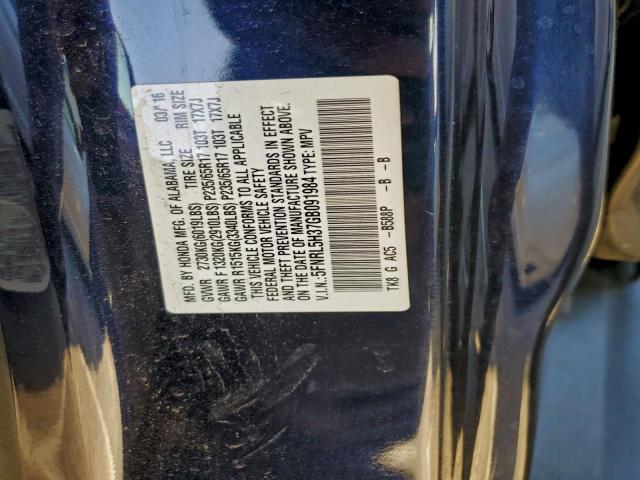 MFD. BY HONDA MFG. OF ALABAMA, LLC 03/16
TIRE SIZE RIM SIZE
GVWR 2730KG(6019LBS)
GAWR F 1320KG(2910LBS) P235/65R17 103T 17X7J
GAWR R 1515KG(3340LBS) P235/65R17 103T 17X7J
THIS VEHICLE CONFORMS TO ALL APPLICABLE
FEDERAL MOTOR VEHICLE SAFETY
AND THEFT PREVENTION STANDARDS IN EFFECT
ON THE DATE OF MANUFACTURE SHOWN ABOVE.
V.I.N.:5FNRL5H37GB091984 TYPE: MPV
TK8 G AC5 -B588P -B -B